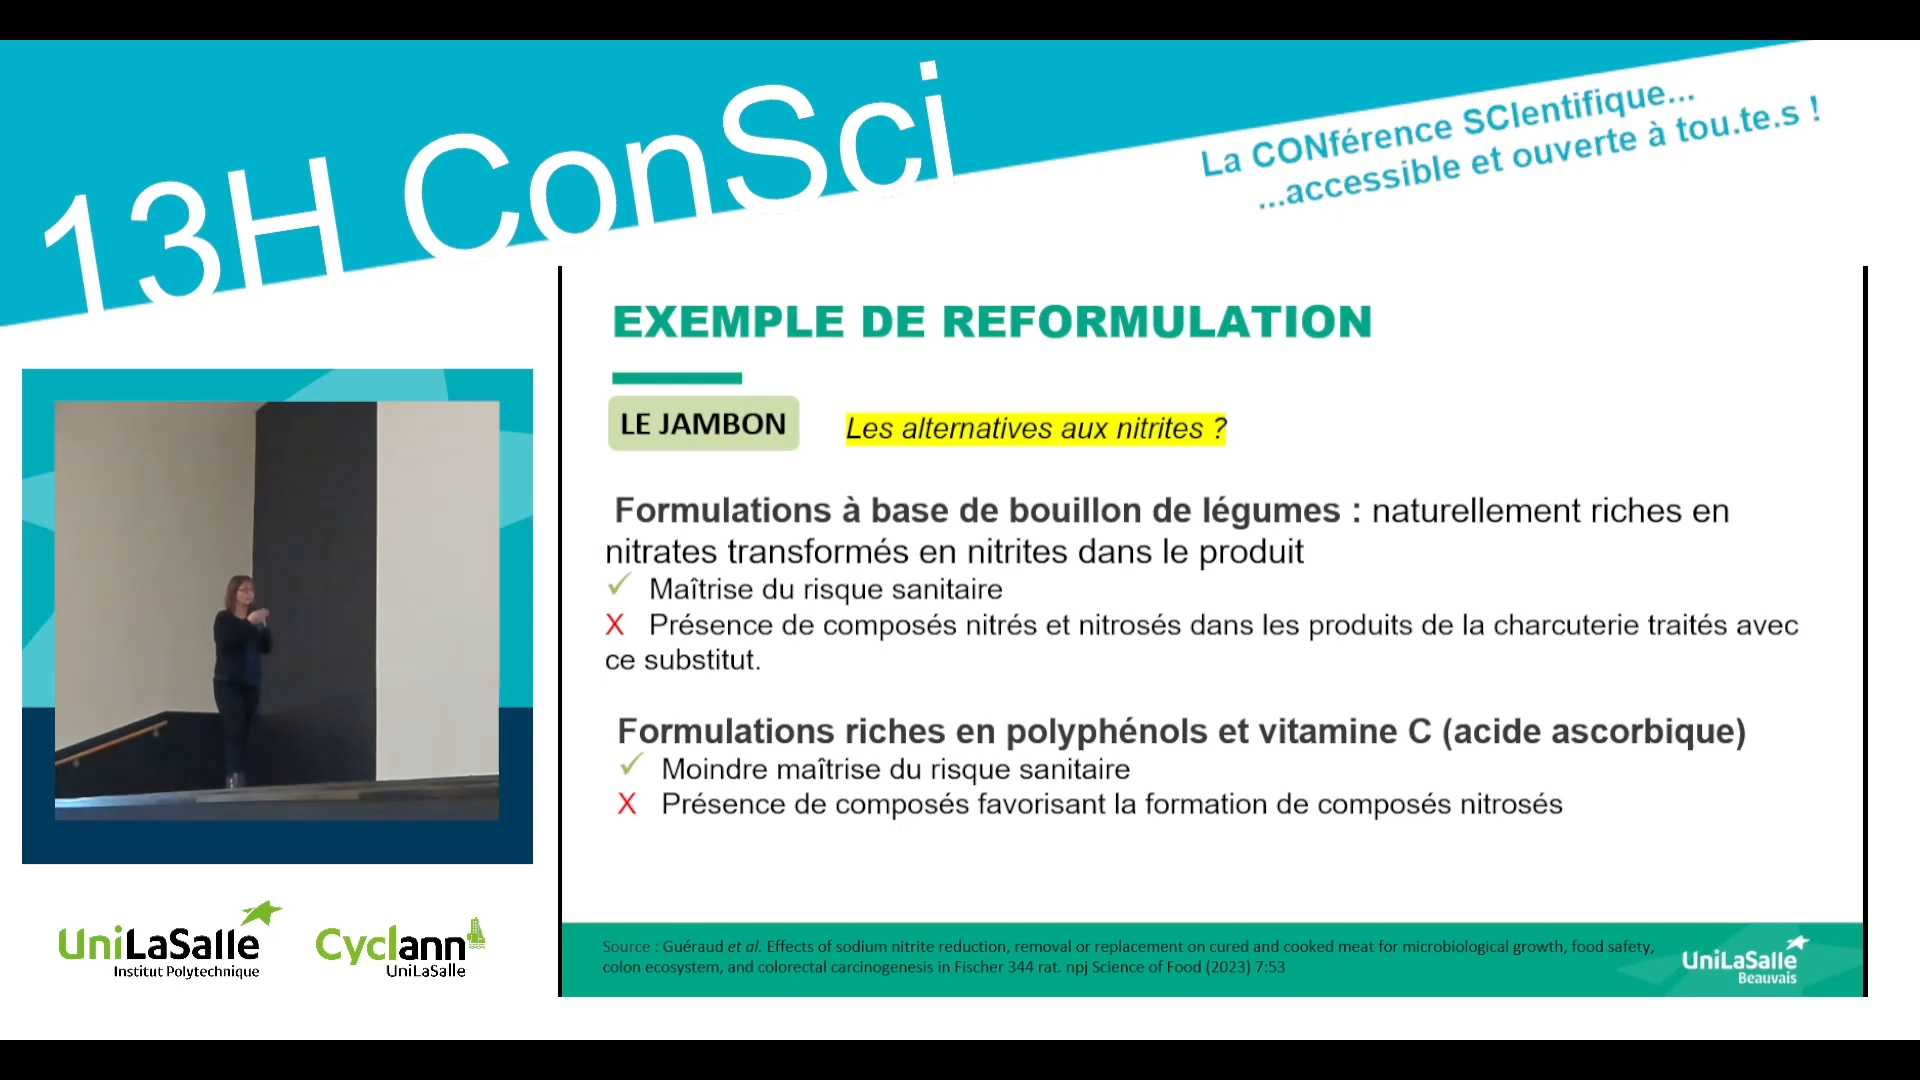 13H ConSci
La CONférence SCIentifique...
...accessible et ouverte à tou.te.s !
EXEMPLE DE REFORMULATION
LE JAMBON
Les alternatives aux nitrites ?
Formulations à base de bouillon de légumes : naturellement riches en
nitrates transformés en nitrites dans le produit
✓ Maîtrise du risque sanitaire
X Présence de composés nitrés et nitrosés dans les produits de la charcuterie traités avec
ce substitut.
Formulations riches en polyphénols et vitamine C (acide ascorbique)
✓ Moindre maîtrise du risque sanitaire
X Présence de composés favorisant la formation de composés nitrosés
Source : Guéraud et al. Effects of sodium nitrite reduction, removal or replacement on cured and cooked meat for microbiological growth, food safety,
colon ecosystem, and colorectal carcinogenesis in Fischer 344 rat. npj Science of Food (2023) 7:53
UniLaSalle
Beauvais
UniLaSalle
Institut Polytechnique
Cyclann
UniLaSalle